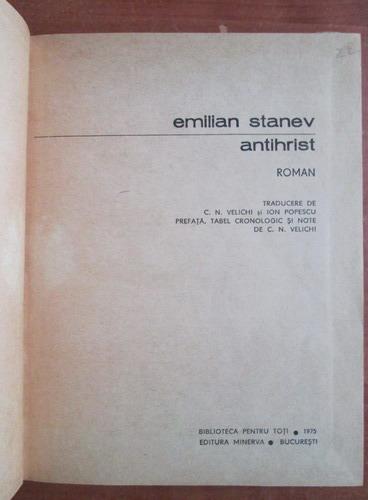 emilian stanev
antihrist
ROMAN
TRADUCERE DE
C. N. VELICHI și ION POPESCU
PREFAȚĂ, TABEL CRONOLOGIC ȘI NOTE
DE C. N. VELICHI
BIBLIOTECA PENTRU TOȚI • 1975
EDITURA MINERVA • BUCUREȘTI